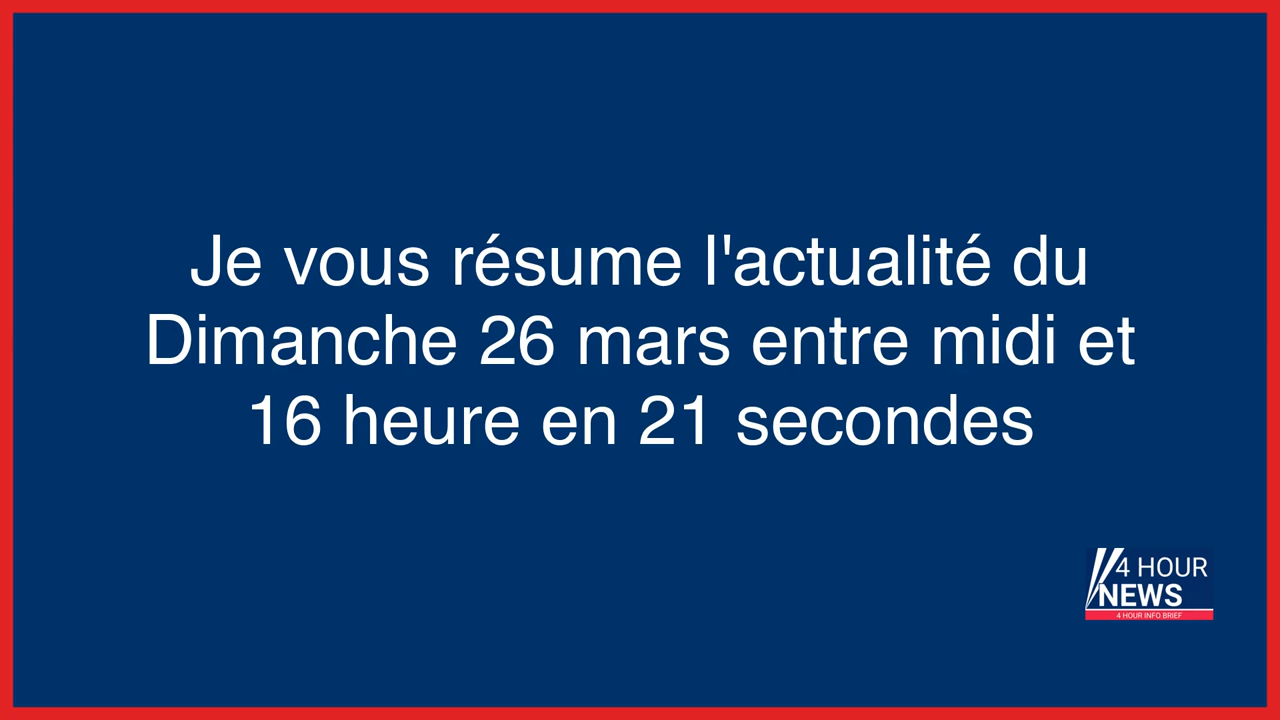 Je vous résume l'actualité du
Dimanche 26 mars entre midi et
16 heure en 21 secondes
4 HOUR
NEWS
4 HOUR INFO BRIEF